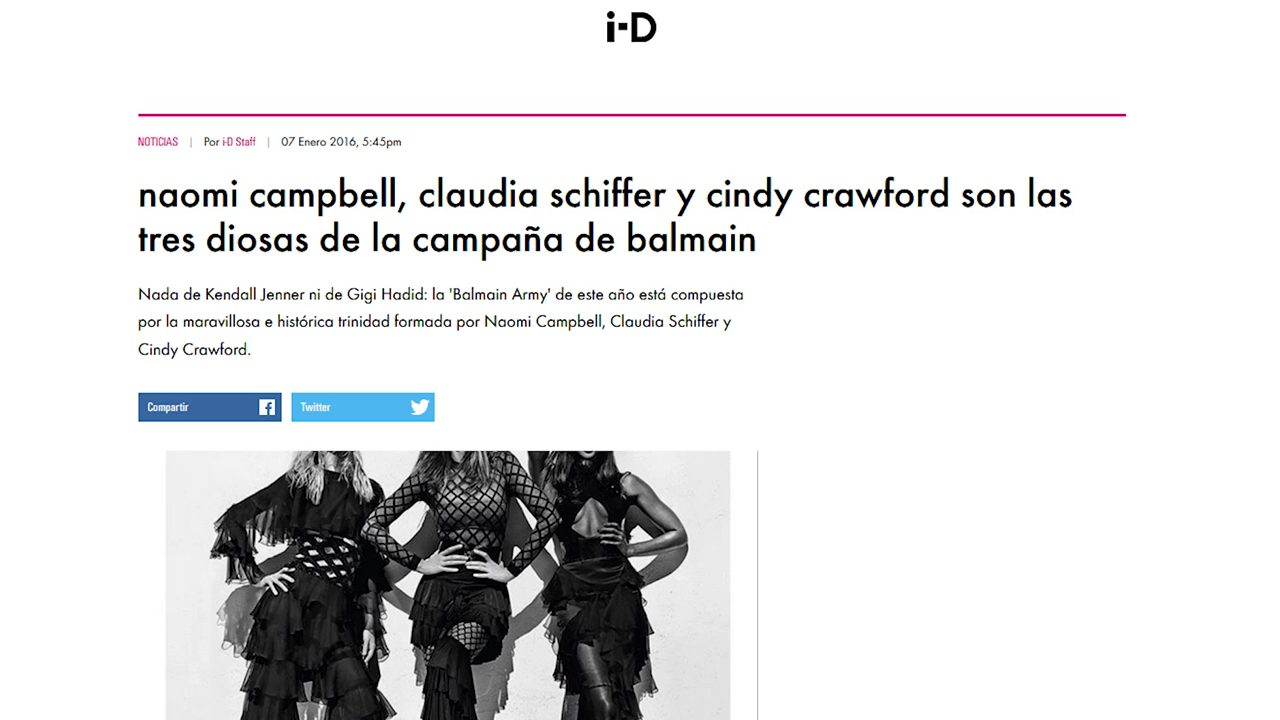 i-D
NOTICIAS | Por i-D Staff | 07 Enero 2016, 5:45pm
naomi campbell, claudia schiffer y cindy crawford son las
tres diosas de la campaña de balmain
Nada de Kendall Jenner ni de Gigi Hadid: la 'Balmain Army' de este año está compuesta
por la maravillosa e histórica trinidad formada por Naomi Campbell, Claudia Schiffer y
Cindy Crawford.
Compartir
Twitter